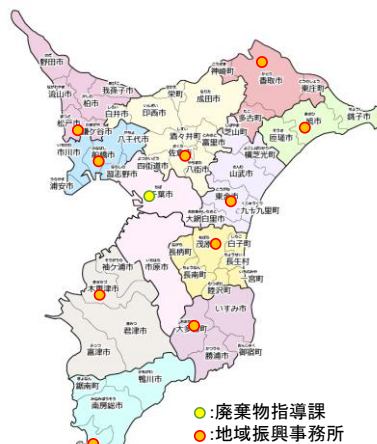 野田市
流山市
柏市
我孫子市
松戸市
鎌ケ谷市
白井市
印西市
栄町
成田市
神崎町
香取市
東庄町
銚子市
旭市
匝瑳市
多古町
芝山町
横芝光町
酒々井町
富里市
八千代市
市川市
船橋市
習志野市
浦安市
四街道市
佐倉市
八街市
山武市
千葉市
東金市
九十九里町
大網白里市
市原市
袖ケ浦市
木更津市
茂原市
白子町
長柄町
長生村
長南町
一宮町
睦沢町
いすみ市
大多喜町
御宿町
勝浦市
君津市
富津市
鋸南町
鴨川市
南房総市
:廃棄物指導課
:地域振興事務所